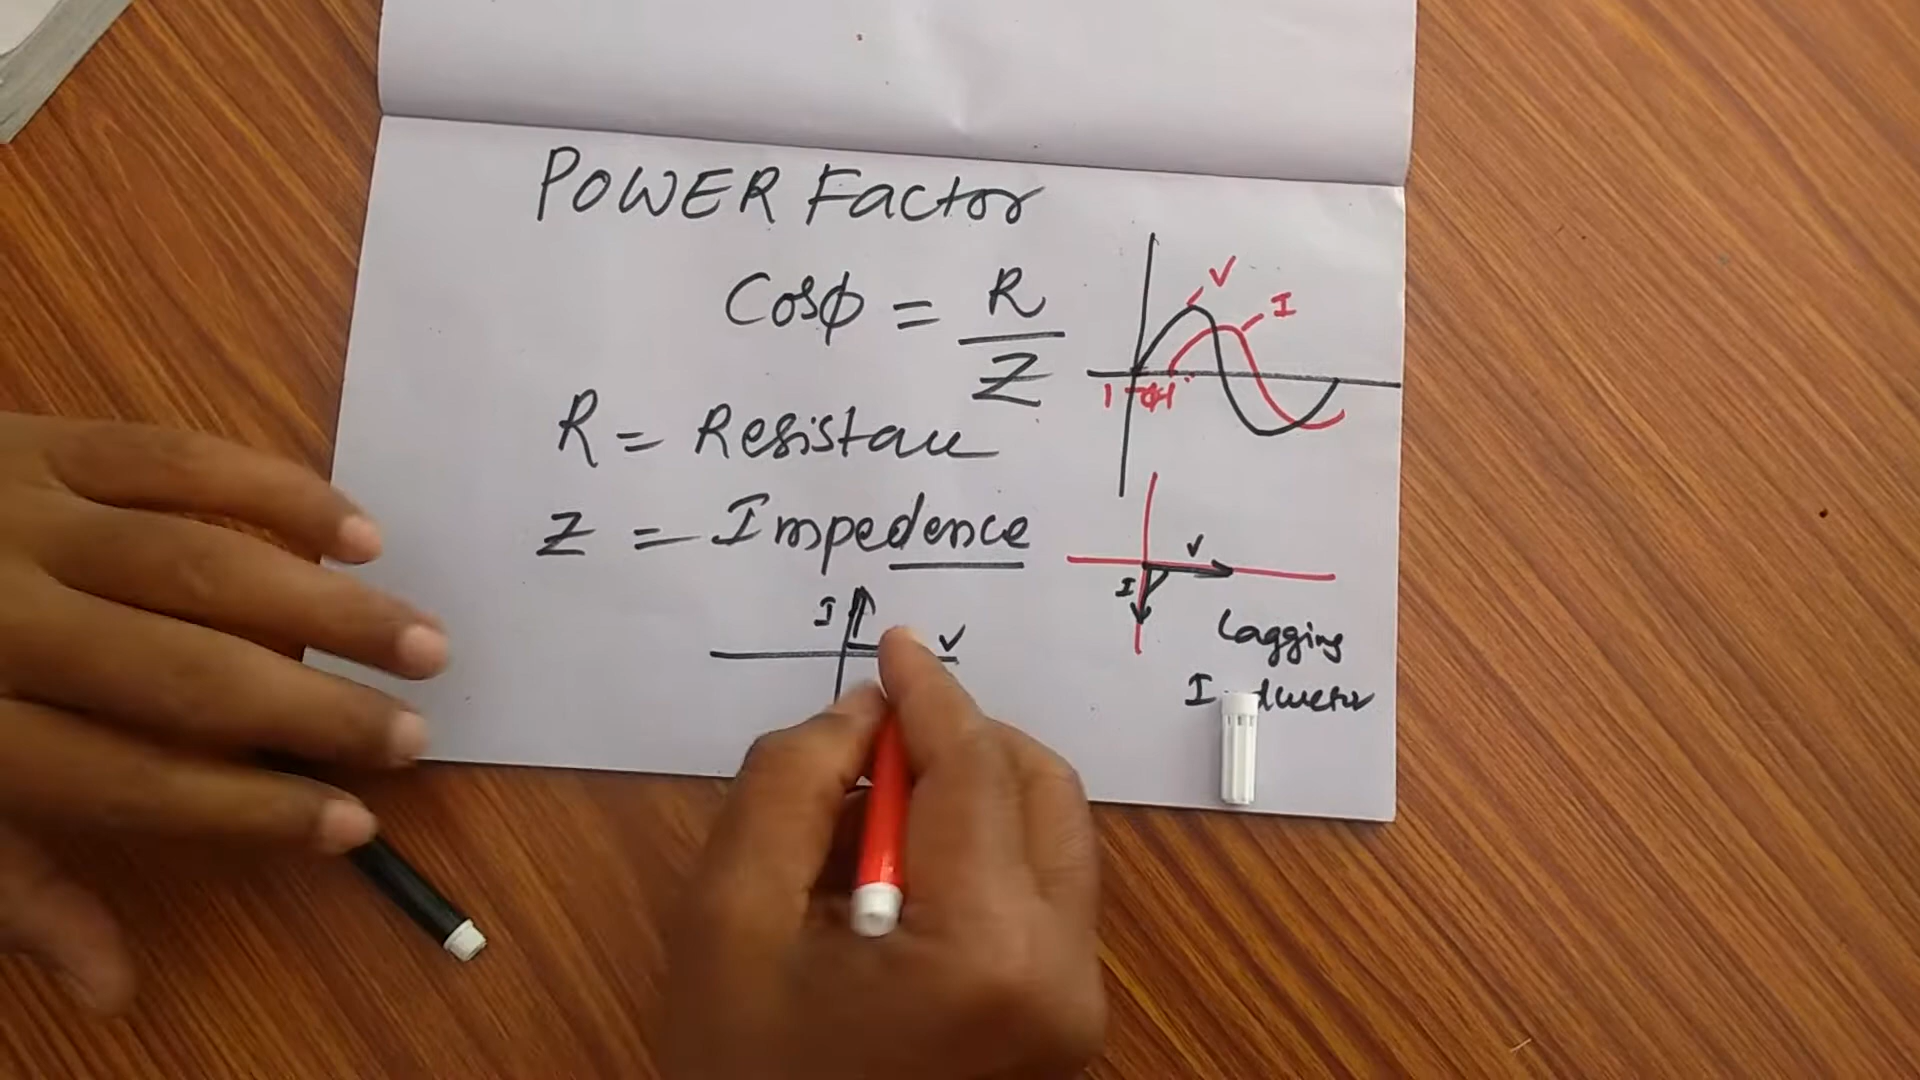 POWER Factor
Cosφ = R
Z
R = Resistance
Z = Impedence
V
I
φ
V
I
Lagging
I
V